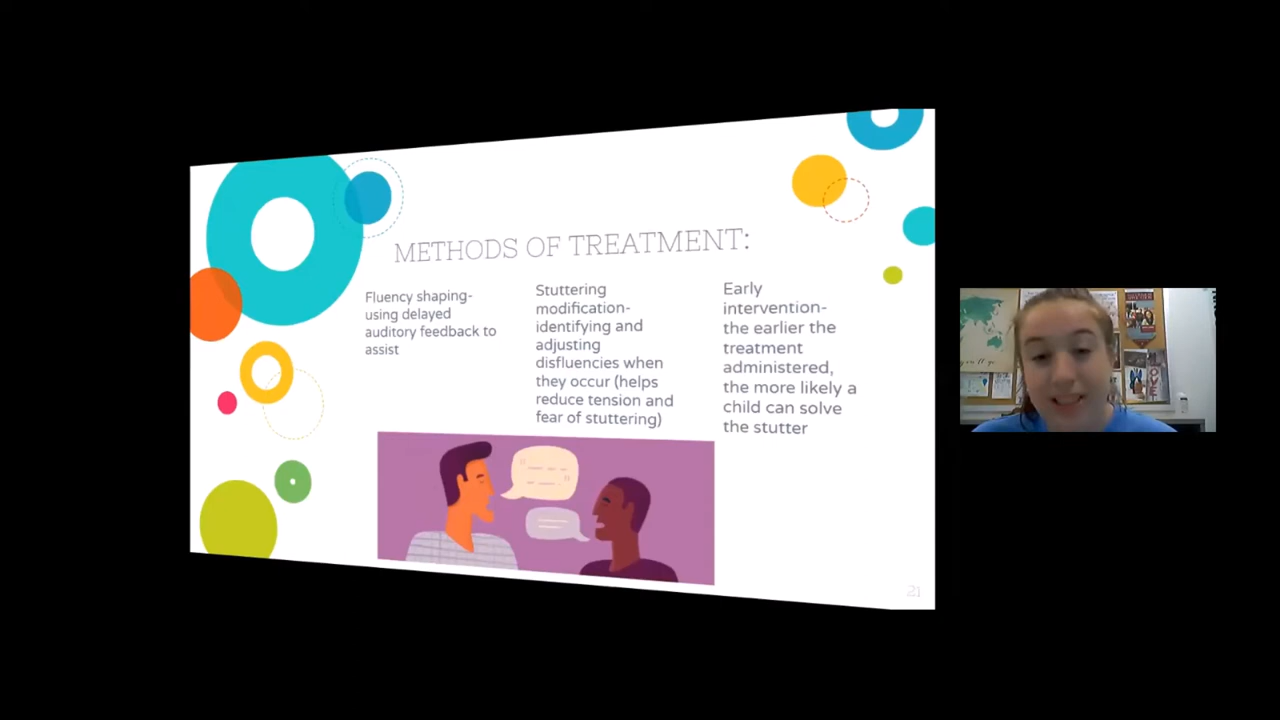 METHODS OF TREATMENT:
Fluency shaping-
using delayed
auditory feedback to
assist
Stuttering
modification-
identifying and
adjusting
disfluencies when
they occur (helps
reduce tension and
fear of stuttering)
Early
intervention-
the earlier the
treatment
administered,
the more likely a
child can solve
the stutter
21